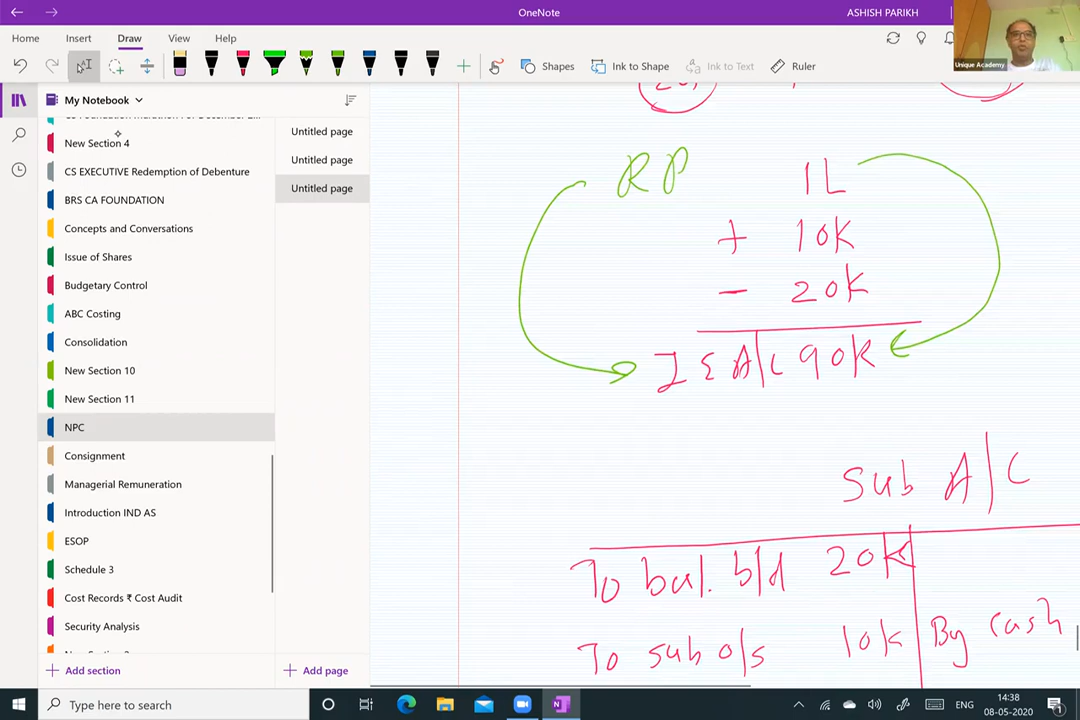 OneNote
ASHISH PARIKH
Home Insert Draw View Help
Unique Academy
Shapes Ink to Shape Ink to Text Ruler
My Notebook
New Section 4
CS EXECUTIVE Redemption of Debenture
BRS CA FOUNDATION
Concepts and Conversations
Issue of Shares
Budgetary Control
ABC Costing
Consolidation
New Section 10
New Section 11
NPC
Consignment
Managerial Remuneration
Introduction IND AS
ESOP
Schedule 3
Cost Records ₹ Cost Audit
Security Analysis
Add section
Untitled page
Untitled page
Untitled page
Add page
RP 1L
+ 10K
- 20K
I & A/C 90K
Sub A/C
To bal. b/d 20K
To sub o/s 10K By cash
Type here to search
ENG
14:38
08-05-2020